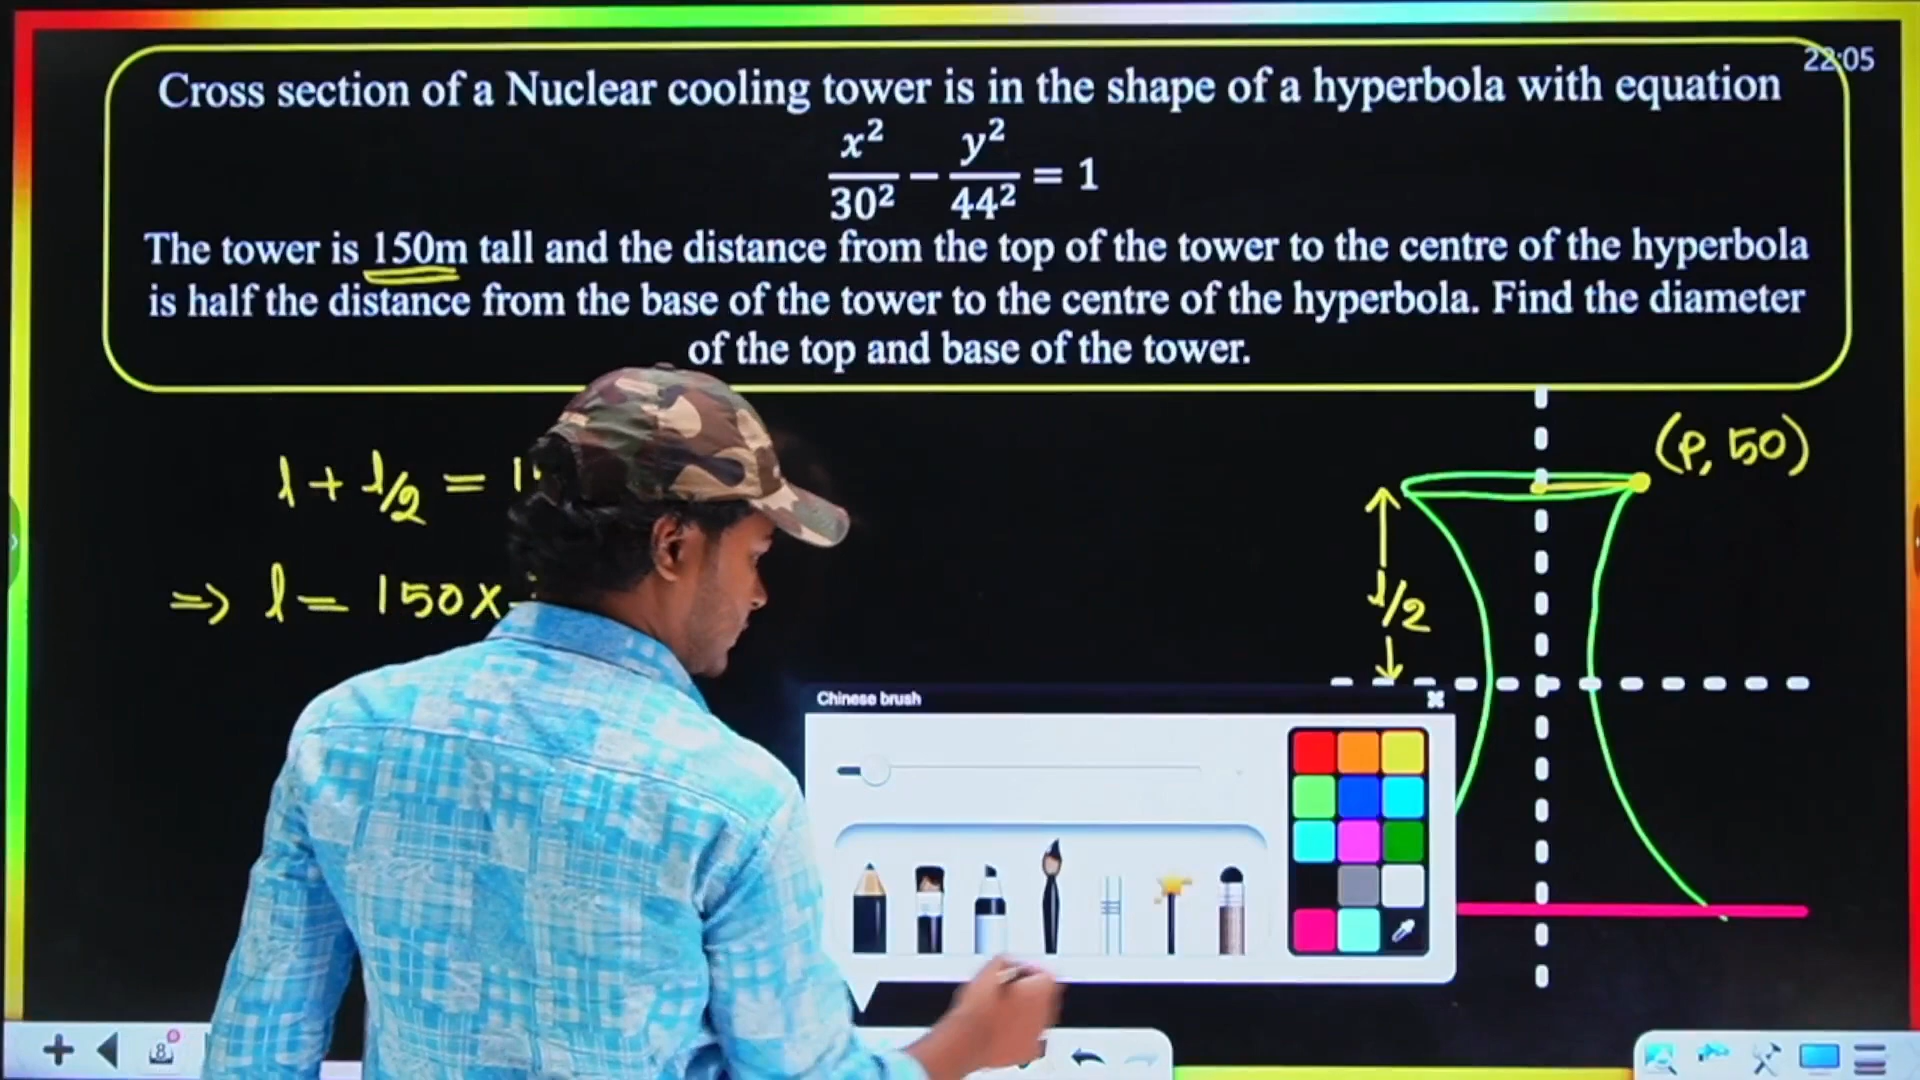 22:05
Cross section of a Nuclear cooling tower is in the shape of a hyperbola with equation
x²/30² − y²/44² = 1
The tower is 150m tall and the distance from the top of the tower to the centre of the hyperbola
is half the distance from the base of the tower to the centre of the hyperbola. Find the diameter
of the top and base of the tower.
(P, 50)
l + l/2 =
⇒ l = 150 ×
l/2
Chinese brush
8